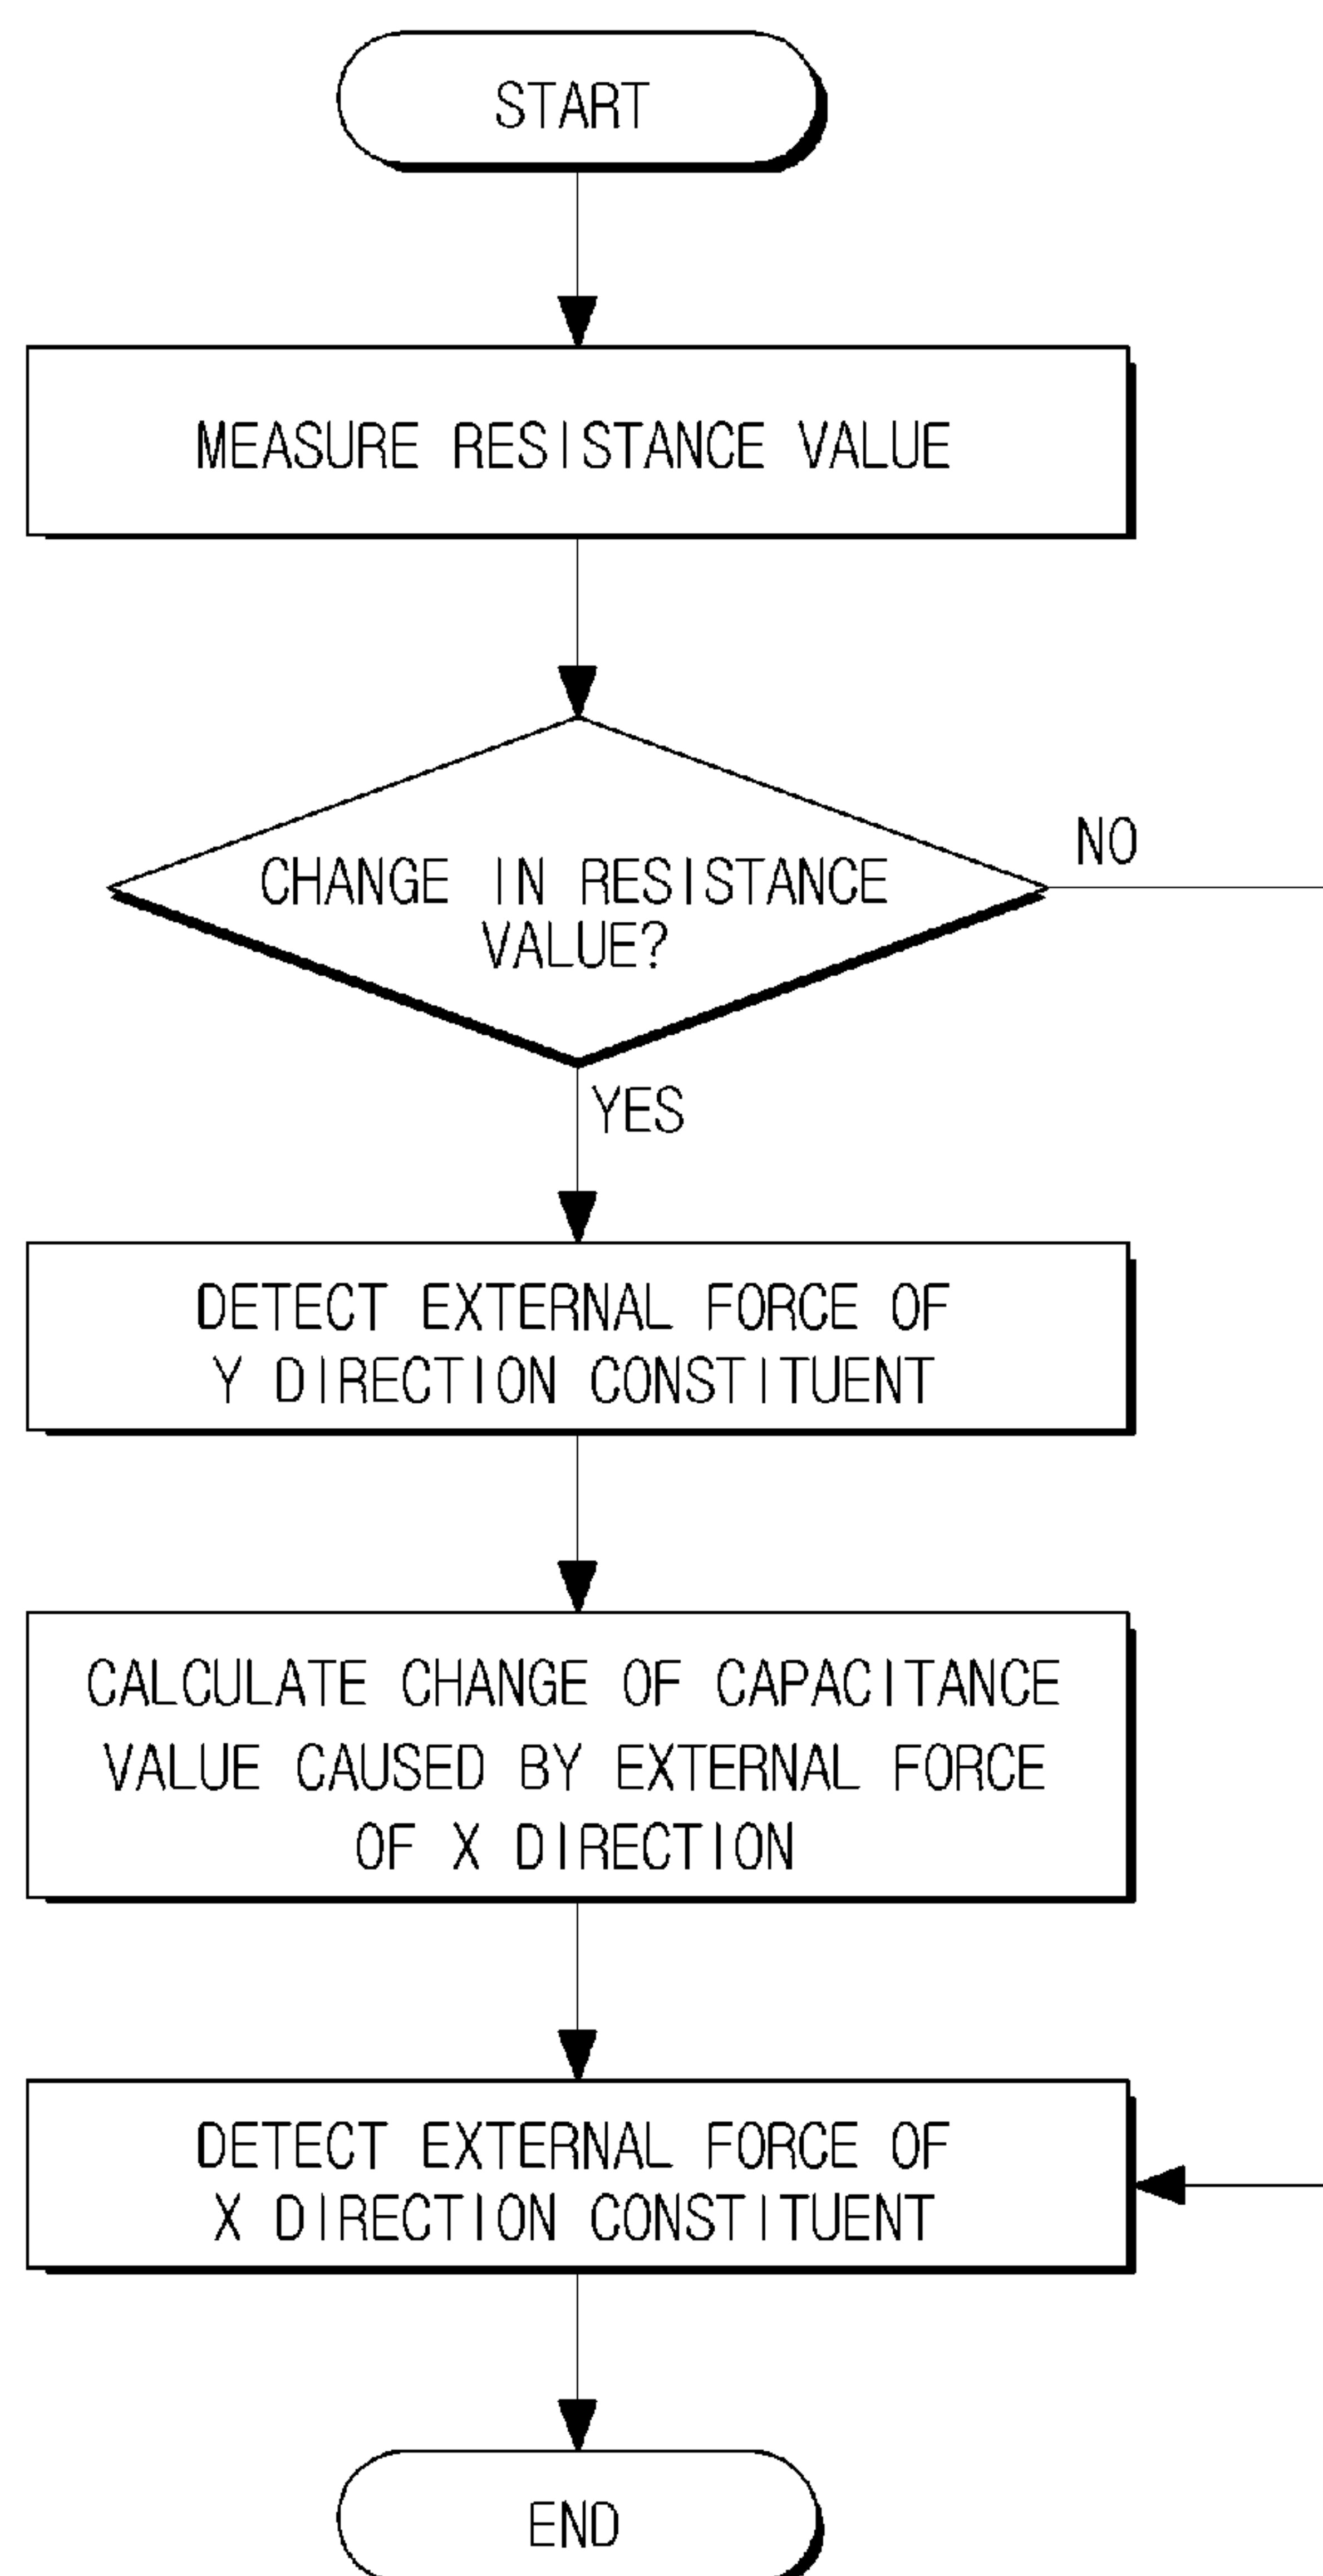 START
MEASURE RESISTANCE VALUE
CHANGE IN RESISTANCE
VALUE?
NO
YES
DETECT EXTERNAL FORCE OF
Y DIRECTION CONSTITUENT
CALCULATE CHANGE OF CAPACITANCE
VALUE CAUSED BY EXTERNAL FORCE
OF X DIRECTION
DETECT EXTERNAL FORCE OF
X DIRECTION CONSTITUENT
END